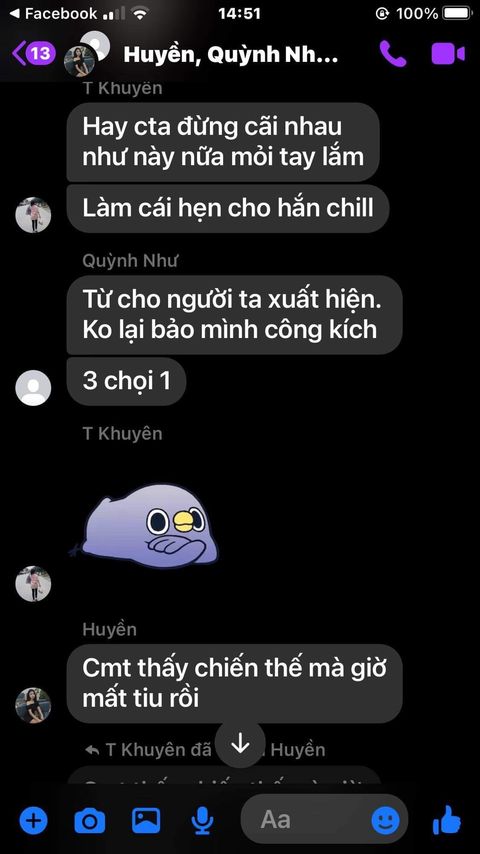 Facebook
14:51
100%
13
Huyền, Quỳnh Nh...
T Khuyên
Hay cta đừng cãi nhau
như này nữa mỏi tay lắm
Làm cái hẹn cho hắn chill
Quỳnh Như
Từ cho người ta xuất hiện.
Ko lại bảo mình công kích
3 chọi 1
T Khuyên
Huyền
Cmt thấy chiến thế mà giờ
mất tiu rồi
T Khuyên đã
Huyền
Aa